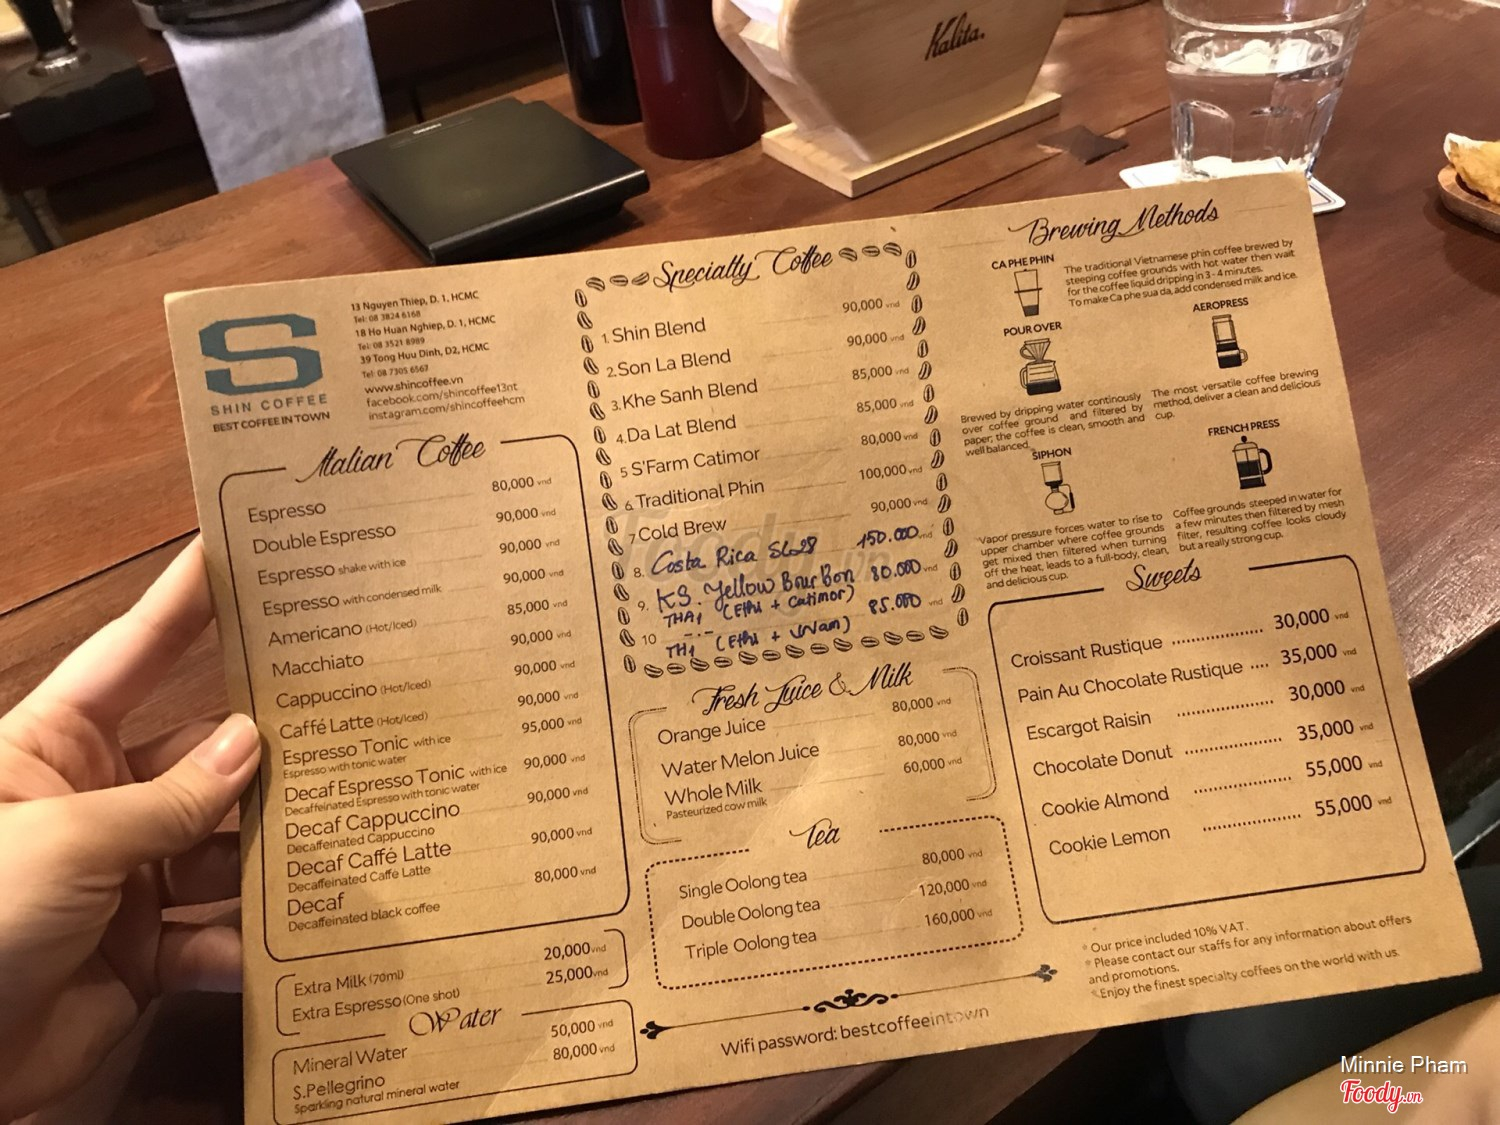 Kalita.
SHIN COFFEE
BEST COFFEE IN TOWN
13 Nguyen Thiep, D. 1, HCMC
Tel: 08 3824 6168
18 Ho Huan Nghiep, D. 1, HCMC
Tel: 08 3521 8989
39 Tong Huu Dinh, D2, HCMC
Tel: 08 7305 6567
www.shincoffee.vn
facebook.com/shincoffee13nt
instagram.com/shincoffeehcm
Italian Coffee
Espresso 80,000 vnd
Double Espresso 90,000 vnd
Espresso shake with ice 90,000 vnd
Espresso with condensed milk 90,000 vnd
Americano (Hot/Iced) 85,000 vnd
Macchiato 90,000 vnd
Cappuccino (Hot/Iced) 90,000 vnd
Caffé Latte (Hot/Iced) 90,000 vnd
Espresso Tonic with ice 95,000 vnd
Espresso with tonic water
Decaf Espresso Tonic with ice 90,000 vnd
Decaffeinated Espresso with tonic water
Decaf Cappuccino 90,000 vnd
Decaffeinated Cappuccino
Decaf Caffé Latte 90,000 vnd
Decaffeinated Caffe Latte
Decaf 80,000 vnd
Decaffeinated black coffee
Extra Milk (70ml) 20,000 vnd
Extra Espresso (One shot) 25,000 vnd
Water
Mineral Water 50,000 vnd
S.Pellegrino 80,000 vnd
Sparkling natural mineral water
Specialty Coffee
1. Shin Blend 90,000 vnd
2. Son La Blend 90,000 vnd
3. Khe Sanh Blend 85,000 vnd
4. Da Lat Blend 85,000 vnd
5 S'Farm Catimor 80,000 vnd
6. Traditional Phin 100,000 vnd
7 Cold Brew 90,000 vnd
8. Costa Rica SL28 150.000 vnd
9. KS. Yellow BourBon 80.000 vnd
THA1 (Ethi + Catimor)
10 -.- 85.000 vnd
TH1 (Ethi + VNam)
Fresh Juice & Milk
Orange Juice 80,000 vnd
Water Melon Juice 80,000 vnd
Whole Milk 60,000 vnd
Pasteurized cow milk
Tea
Single Oolong tea 80,000 vnd
Double Oolong tea 120,000 vnd
Triple Oolong tea 160,000 vnd
Wifi password: bestcoffeeintown
Brewing Methods
CA PHE PHIN
The traditional Vietnamese phin coffee brewed by
steeping coffee grounds with hot water then wait
for the coffee liquid dripping in 3 - 4 minutes.
To make Ca phe sua da, add condensed milk and ice.
POUR OVER
Brewed by dripping water continously
over coffee ground and filtered by
paper, the coffee is clean, smooth and
well balanced.
AEROPRESS
The most versatile coffee brewing
method, deliver a clean and delicious
cup.
SIPHON
Vapor pressure forces water to rise to
upper chamber where coffee grounds
get mixed then filtered when turning
off the heat, leads to a full-body, clean,
and delicious cup.
FRENCH PRESS
Coffee grounds steeped in water for
a few minutes then filtered by mesh
filter, resulting coffee looks cloudy
but a really strong cup.
Sweets
Croissant Rustique .................... 30,000 vnd
Pain Au Chocolate Rustique .... 35,000 vnd
Escargot Raisin .................... 30,000 vnd
Chocolate Donut .................... 35,000 vnd
Cookie Almond .................... 55,000 vnd
Cookie Lemon .................... 55,000 vnd
* Our price included 10% V.A.T.
* Please contact our staffs for any information about offers
and promotions.
* Enjoy the finest specialty coffees on the world with us.
Foody.vn
Minnie Pham
Foody.vn